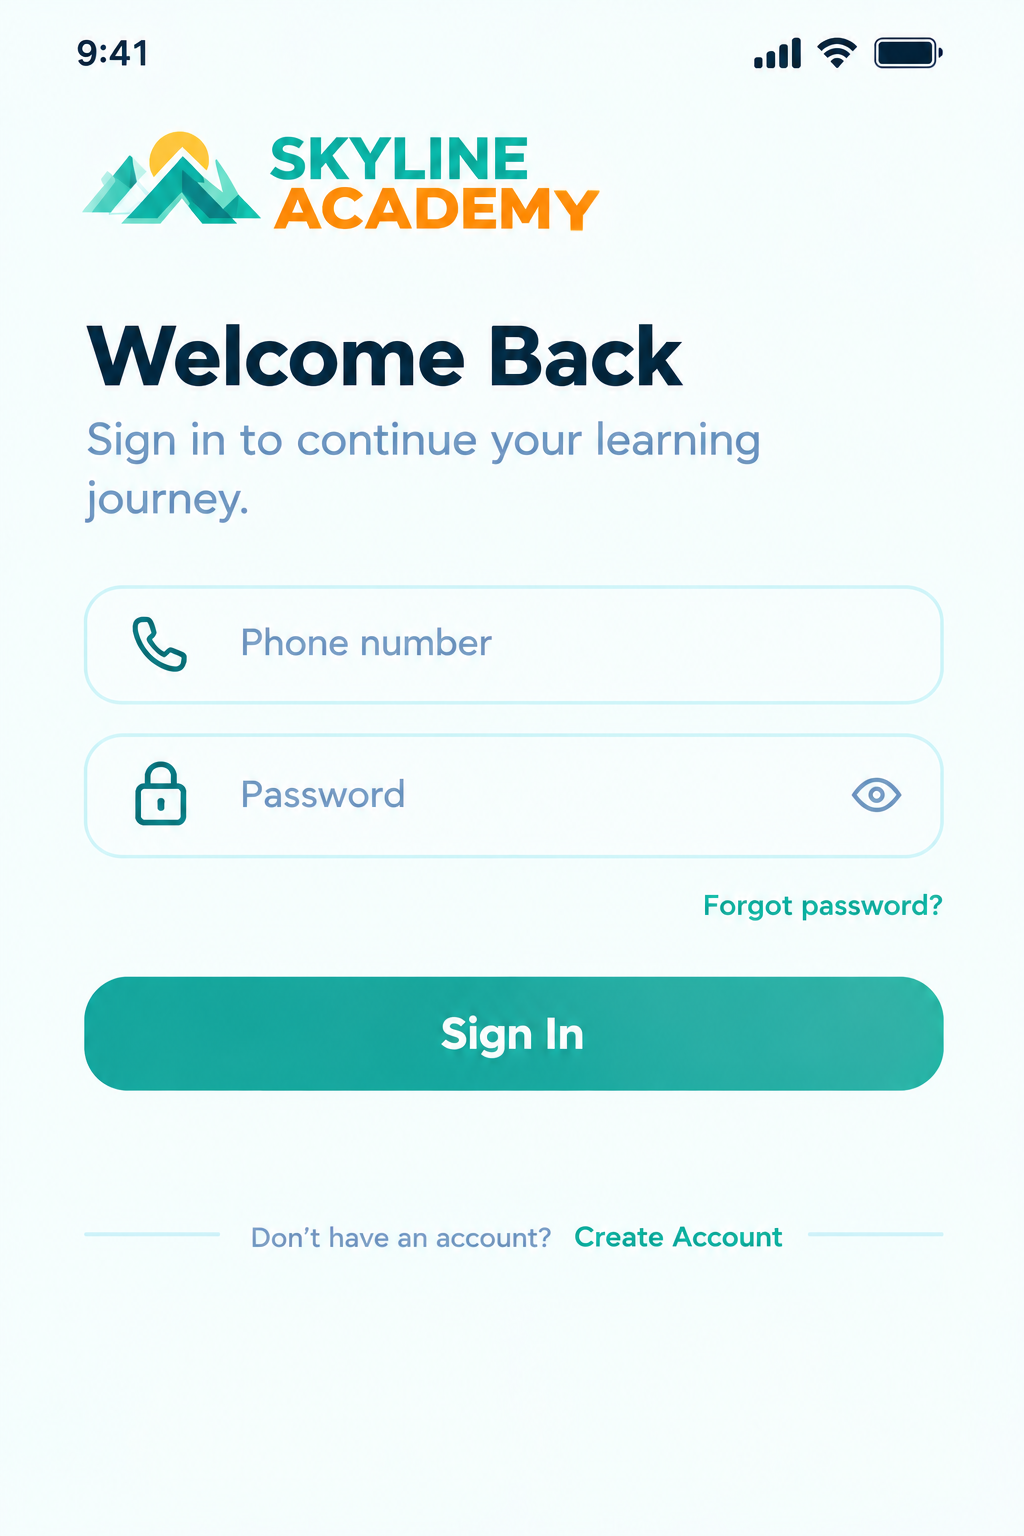 9:41
SKYLINE
ACADEMY
Welcome Back
Sign in to continue your learning
journey.
Phone number
Password
Forgot password?
Sign In
Don’t have an account? Create Account